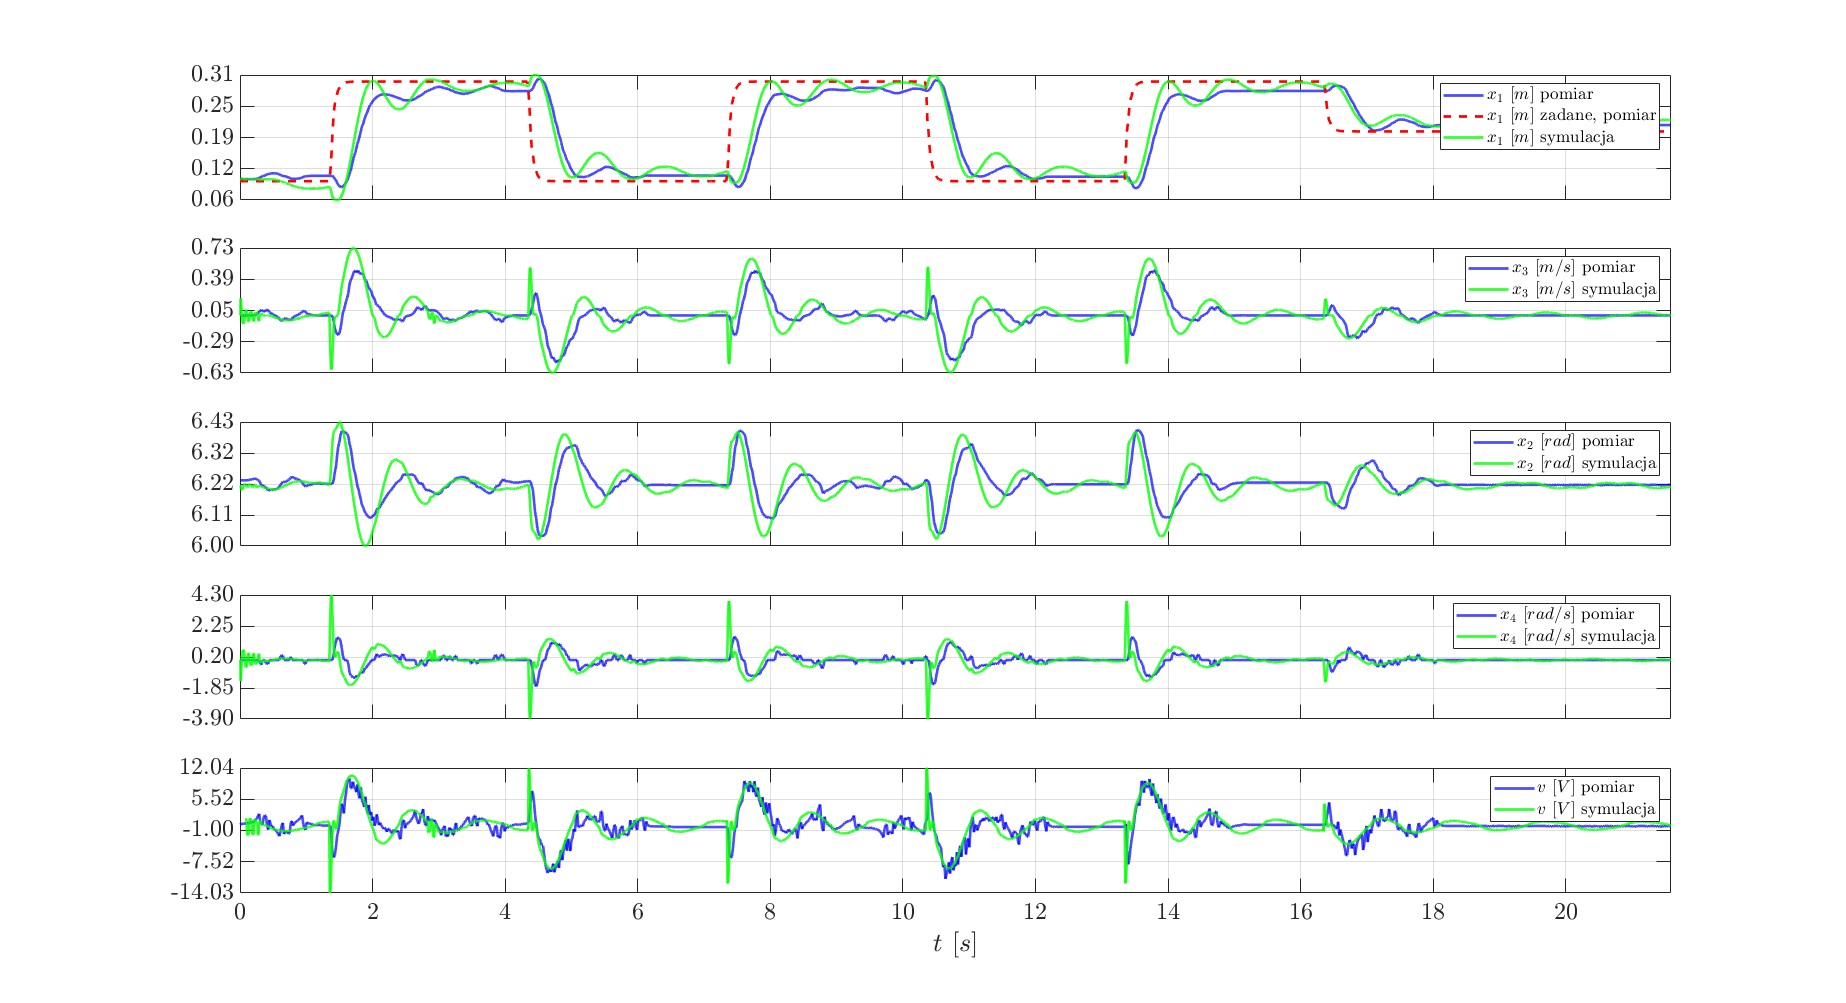 0.31
0.25
0.19
0.12
0.06
x₁ [m] pomiar
x₁ [m] zadane, pomiar
x₁ [m] symulacja
0.73
0.39
0.05
-0.29
-0.63
x₃ [m/s] pomiar
x₃ [m/s] symulacja
6.43
6.32
6.22
6.11
6.00
x₂ [rad] pomiar
x₂ [rad] symulacja
4.30
2.25
0.20
-1.85
-3.90
x₄ [rad/s] pomiar
x₄ [rad/s] symulacja
12.04
5.52
-1.00
-7.52
-14.03
v [V] pomiar
v [V] symulacja
0 2 4 6 8 10 12 14 16 18 20
t [s]